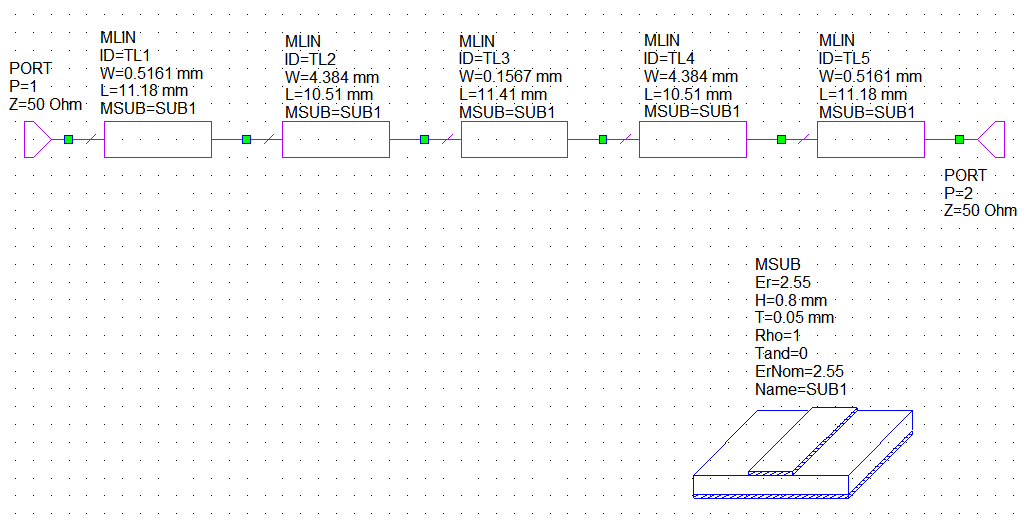 PORT
P=1
Z=50 Ohm
MLIN
ID=TL1
W=0.5161 mm
L=11.18 mm
MSUB=SUB1
MLIN
ID=TL2
W=4.384 mm
L=10.51 mm
MSUB=SUB1
MLIN
ID=TL3
W=0.1567 mm
L=11.41 mm
MSUB=SUB1
MLIN
ID=TL4
W=4.384 mm
L=10.51 mm
MSUB=SUB1
MLIN
ID=TL5
W=0.5161 mm
L=11.18 mm
MSUB=SUB1
PORT
P=2
Z=50 Ohm
MSUB
Er=2.55
H=0.8 mm
T=0.05 mm
Rho=1
Tand=0
ErNom=2.55
Name=SUB1